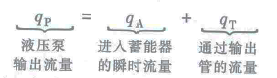 qP = qA + qT
液压泵 进入蓄能器 通过输出
输出流量 的瞬时流量 管的流量